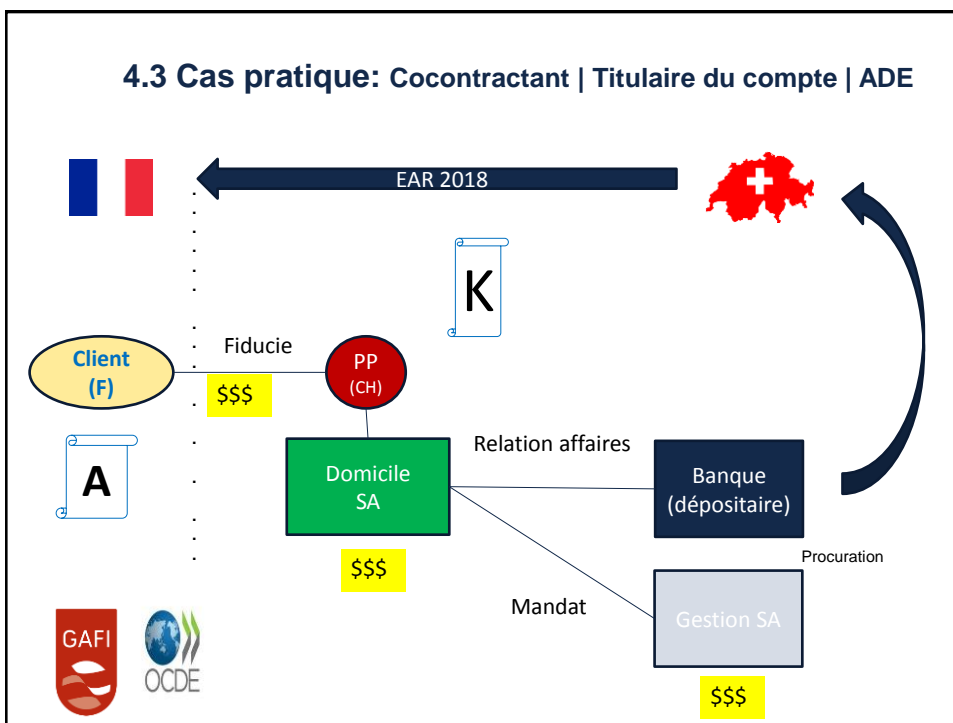 4.3 Cas pratique: Cocontractant | Titulaire du compte | ADE
EAR 2018
K
Fiducie
Client
(F)
PP
(CH)
$$$
A
Relation affaires
Domicile
SA
Banque
(dépositaire)
$$$
Procuration
Mandat
Gestion SA
GAFI
OCDE
$$$